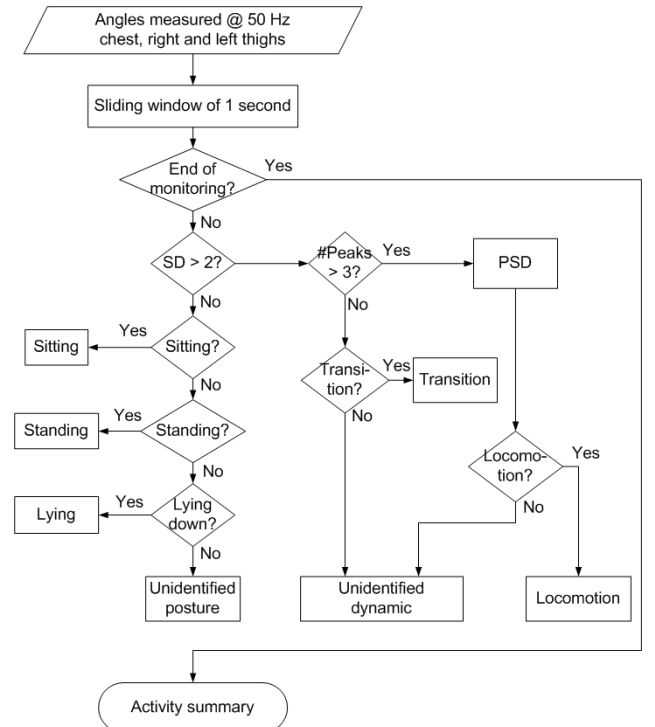 Angles measured @ 50 Hz
chest, right and left thighs
Sliding window of 1 second
Yes
End of
monitoring?
No
SD > 2?
#Peaks
> 3?
Yes
PSD
No
No
Yes
Sitting
Sitting?
Transi-
tion?
Yes
Transition
No
No
Yes
Standing
Standing?
Locomo-
tion?
Yes
No
No
Yes
Lying
Lying
down?
No
Unidentified
posture
Unidentified
dynamic
Locomotion
Activity summary